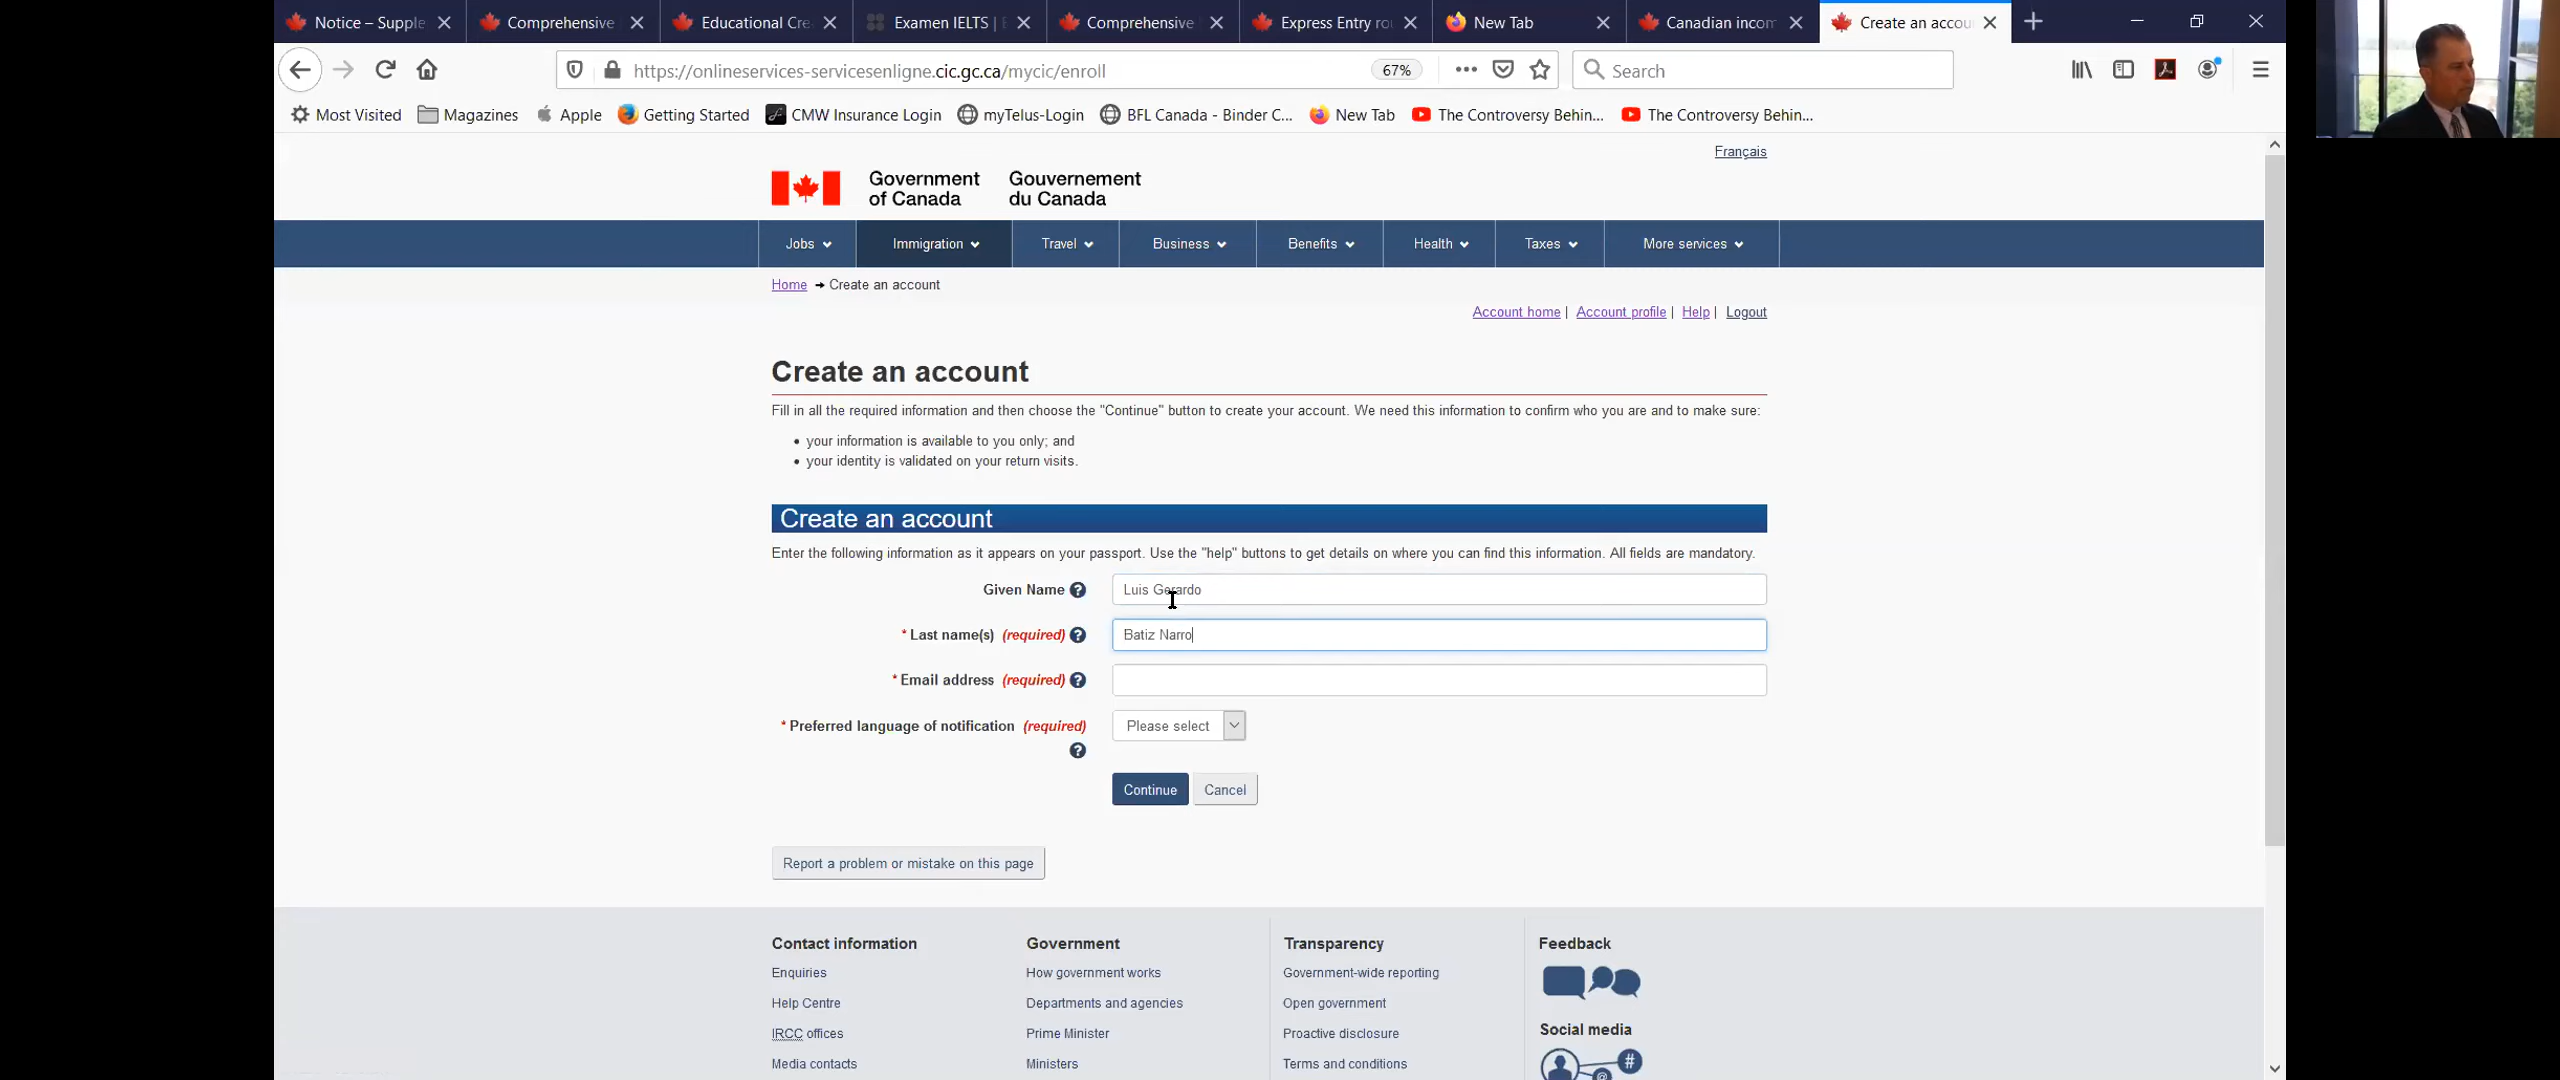 Notice – Supple
Comprehensive
Educational Cre
Examen IELTS |
Comprehensive
Express Entry ro
New Tab
Canadian incom
Create an accou
https://onlineservices-servicesenligne.cic.gc.ca/mycic/enroll
67%
Search
Most Visited
Magazines
Apple
Getting Started
CMW Insurance Login
myTelus-Login
BFL Canada - Binder C...
New Tab
The Controversy Behin...
The Controversy Behin...
Français
Government Gouvernement
of Canada du Canada
Jobs
Immigration
Travel
Business
Benefits
Health
Taxes
More services
Home → Create an account
Account home | Account profile | Help | Logout
Create an account
Fill in all the required information and then choose the "Continue" button to create your account. We need this information to confirm who you are and to make sure:
• your information is available to you only; and
• your identity is validated on your return visits.
Create an account
Enter the following information as it appears on your passport. Use the "help" buttons to get details on where you can find this information. All fields are mandatory.
Given Name ? Luis Gerardo
* Last name(s) (required) ? Batiz Narro
* Email address (required) ?
* Preferred language of notification (required) Please select
?
Continue Cancel
Report a problem or mistake on this page
Contact information
Enquiries
Help Centre
IRCC offices
Media contacts
Government
How government works
Departments and agencies
Prime Minister
Ministers
Transparency
Government-wide reporting
Open government
Proactive disclosure
Terms and conditions
Feedback
Social media
#
@